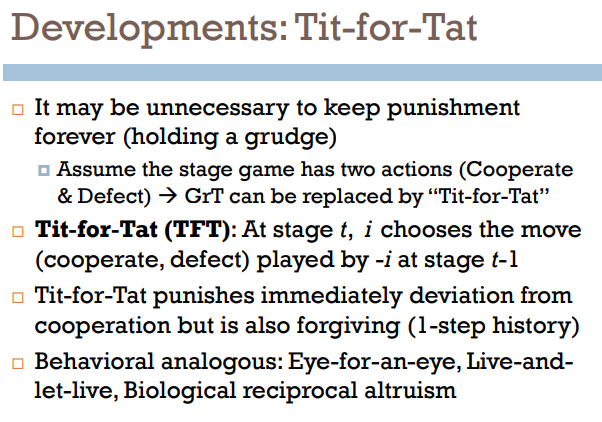 Developments: Tit-for-Tat
It may be unnecessary to keep punishment
forever (holding a grudge)
Assume the stage game has two actions (Cooperate
& Defect) → GrT can be replaced by “Tit-for-Tat”
Tit-for-Tat (TFT): At stage t, i chooses the move
(cooperate, defect) played by -i at stage t-1
Tit-for-Tat punishes immediately deviation from
cooperation but is also forgiving (1-step history)
Behavioral analogous: Eye-for-an-eye, Live-and-
let-live, Biological reciprocal altruism